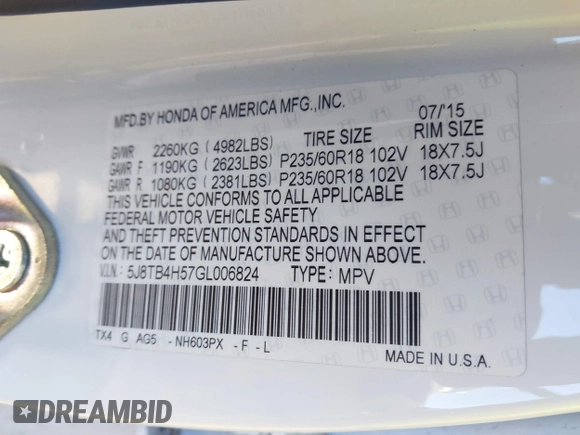 MFD.BY HONDA OF AMERICA MFG.,INC. 07/'15
GVWR 2260KG (4982LBS) TIRE SIZE RIM SIZE
GAWR F 1190KG (2623LBS) P235/60R18 102V 18X7.5J
GAWR R 1080KG (2381LBS) P235/60R18 102V 18X7.5J
THIS VEHICLE CONFORMS TO ALL APPLICABLE
FEDERAL MOTOR VEHICLE SAFETY
AND THEFT PREVENTION STANDARDS IN EFFECT
ON THE DATE OF MANUFACTURE SHOWN ABOVE.
V.I.N.: 5J8TB4H57GL006824 TYPE: MPV
TX4 G AG5 -NH603PX -F -L
MADE IN U.S.A.
DREAMBID